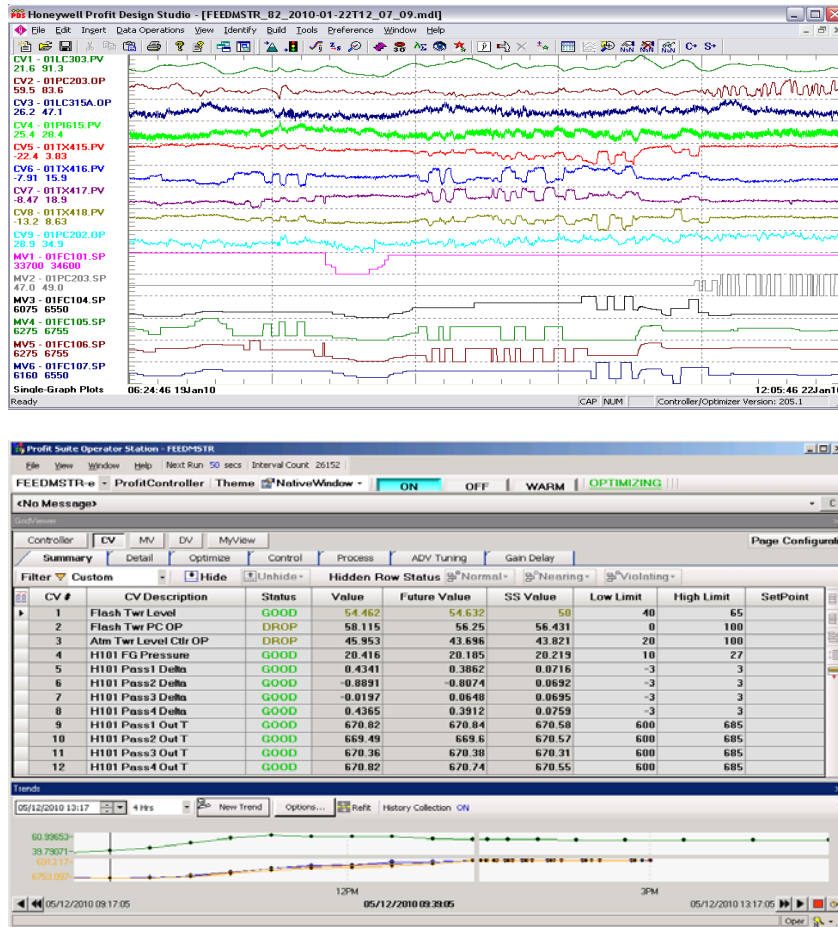 Honeywell Profit Design Studio - [FEEDMSTR_82_2010-01-22T12_07_09.mdl]
File Edit Insert Data Operations View Identify Build Tools Preference Window Help
CV1 - 01LC303.PV
21.6 91.3
CV2 - 01PC203.OP
59.5 83.6
CV3 - 01LC315A.OP
26.2 47.1
CV4 - 01PI615.PV
25.4 28.4
CV5 - 01TX415.PV
-22.4 3.83
CV6 - 01TX416.PV
-7.91 15.9
CV7 - 01TX417.PV
-8.47 18.9
CV8 - 01TX418.PV
-13.2 8.63
CV9 - 01PC202.OP
28.9 34.9
MV1 - 01FC101.SP
33700 34600
MV2 - 01PC203.SP
47.0 49.0
MV3 - 01FC104.SP
6075 6550
MV4 - 01FC105.SP
6275 6755
MV5 - 01FC106.SP
6275 6755
MV6 - 01FC107.SP
6160 6550
Single-Graph Plots 06:24:46 19Jan10 12:05:46 22Jan10
Ready CAP NUM Controller/Optimizer Version: 205.1
Profit Suite Operator Station - FEEDMSTR
File View Window Help Next Run 50 secs Interval Count 26152
FEEDMSTR-e ProfitController Theme NativeWindow ON OFF WARM OPTIMIZING
<No Message> C
GridViewer
Controller CV MV DV MyView Page Configurati
Summary Detail Optimize Control Process ADV Tuning Gain Delay
Filter Custom Hide Unhide Hidden Row Status Normal Nearing Violating
CV # CV Description Status Value Future Value SS Value Low Limit High Limit SetPoint
1 Flash Twr Level GOOD 54.462 54.632 50 40 65
2 Flash Twr PC OP DROP 58.115 56.25 56.431 0 100
3 Atm Twr Level Ctlr OP DROP 45.953 43.696 43.821 20 100
4 H101 FG Pressure GOOD 20.416 20.185 20.219 10 27
5 H101 Pass1 Delta GOOD 0.4341 0.3862 0.0716 -3 3
6 H101 Pass2 Delta GOOD -0.8891 -0.8074 0.0692 -3 3
7 H101 Pass3 Delta GOOD -0.0197 0.0648 0.0695 -3 3
8 H101 Pass4 Delta GOOD 0.4365 0.3912 0.0759 -3 3
9 H101 Pass1 Out T GOOD 670.82 670.84 670.58 600 685
10 H101 Pass2 Out T GOOD 669.49 669.6 670.57 600 685
11 H101 Pass3 Out T GOOD 670.36 670.38 670.31 600 685
12 H101 Pass4 Out T GOOD 670.82 670.74 670.55 600 685
Trends
05/12/2010 13:17 4 Hrs New Trend Options... Refit History Collection ON
60.99653
39.79071
6753.097
12PM 3PM
05/12/2010 09:17:05 05/12/2010 09:39:05 05/12/2010 13:17:05
Oper